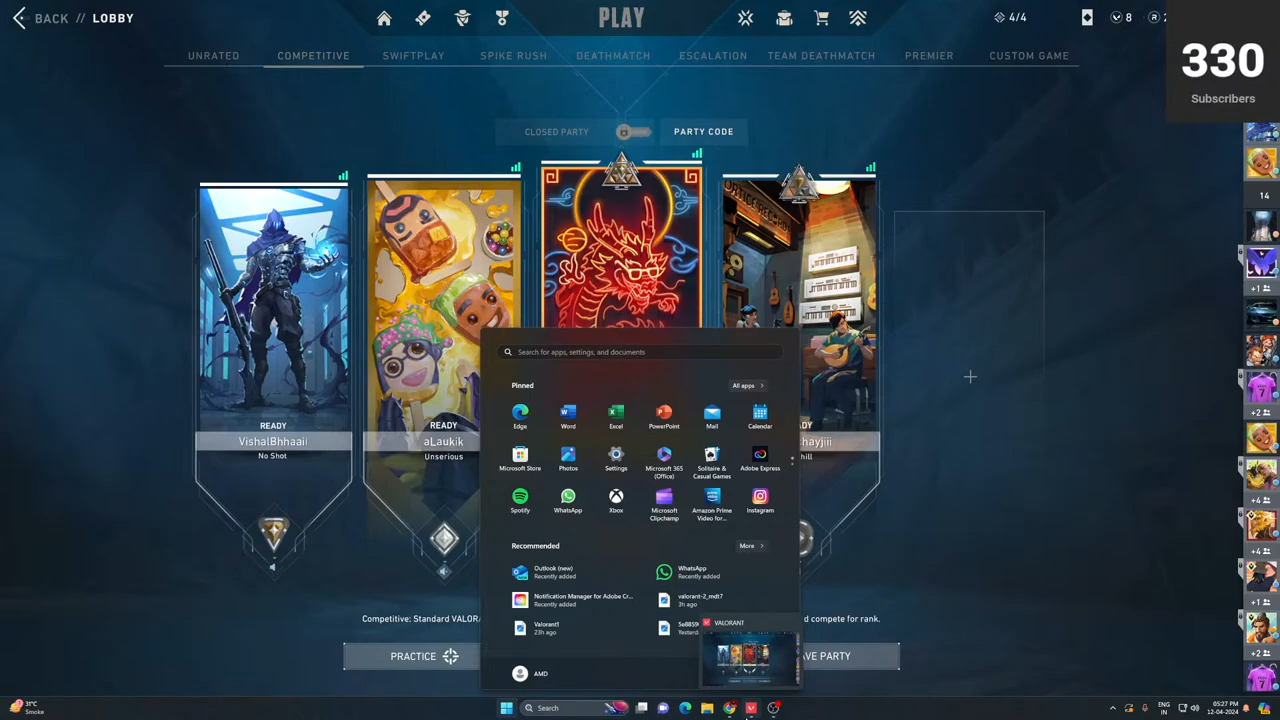 BACK // LOBBY
PLAY
4/4
8
330
Subscribers
UNRATED
COMPETITIVE
SWIFTPLAY
SPIKE RUSH
DEATHMATCH
ESCALATION
TEAM DEATHMATCH
PREMIER
CUSTOM GAME
CLOSED PARTY
PARTY CODE
14
+1
+2
+4
+4
+1
+2
READY
VishalBhhaaii
No Shot
READY
aLaukik
Unserious
Search for apps, settings, and documents
Pinned
All apps
Edge
Word
Excel
PowerPoint
Mail
Calendar
Microsoft Store
Photos
Settings
Microsoft 365
(Office)
Solitaire &
Casual Games
Adobe Express
Spotify
WhatsApp
Xbox
Microsoft
Clipchamp
Amazon Prime
Video for...
Instagram
Recommended
More
Outlook (new)
Recently added
WhatsApp
Recently added
Notification Manager for Adobe Cr...
Recently added
valorant-2_mdt7
3h ago
Valorant1
23h ago
VALORANT
AMD
Competitive: Standard VALOR
d compete for rank.
PRACTICE
AVE PARTY
31°C
Smoke
Search
ENG
IN
05:27 PM
12-04-2024